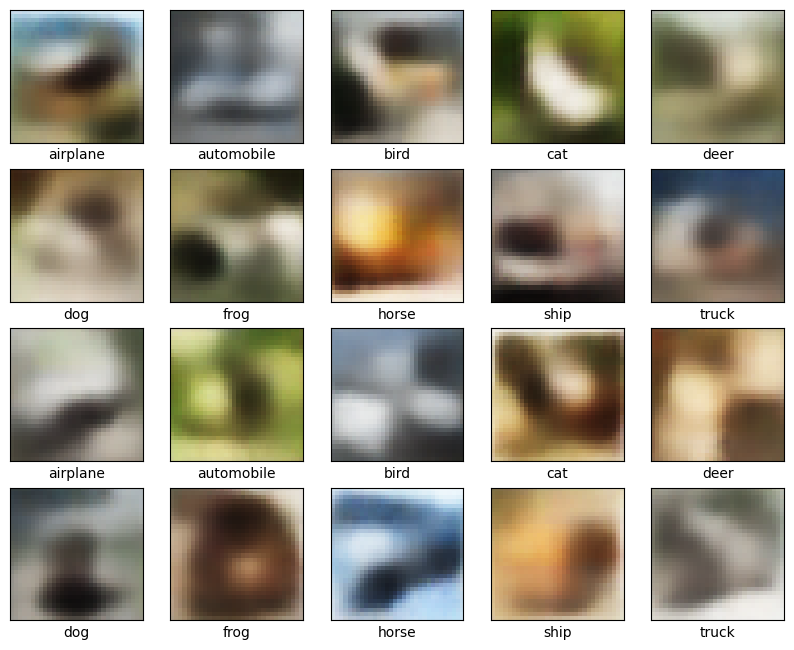 airplane automobile bird cat deer
dog frog horse ship truck
airplane automobile bird cat deer
dog frog horse ship truck